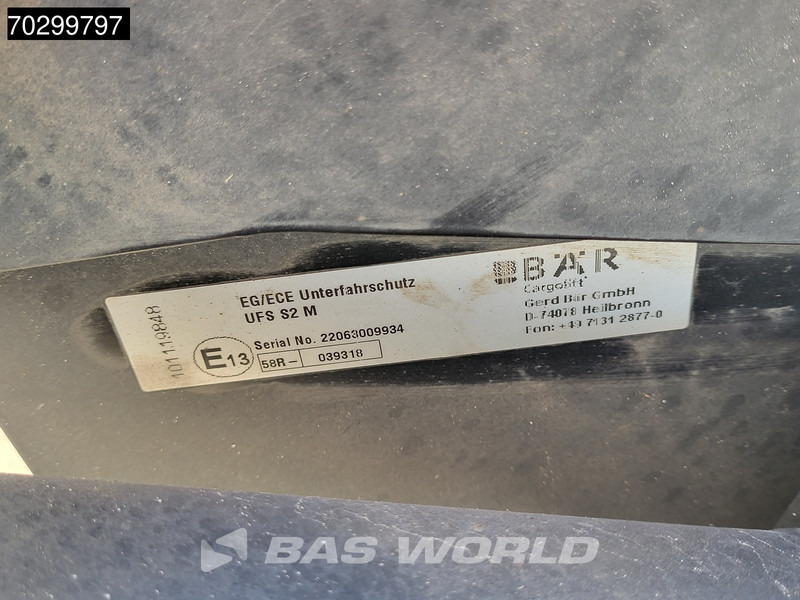 70299797
101119848
EG/ECE Unterfahrschutz
UFS S2 M
Serial No. 22063009934
E13
58R- 039318
BÄR
Cargolift
Gerd Bär GmbH
D-74078 Heilbronn
Fon: +49 7131 2877-0
BAS WORLD